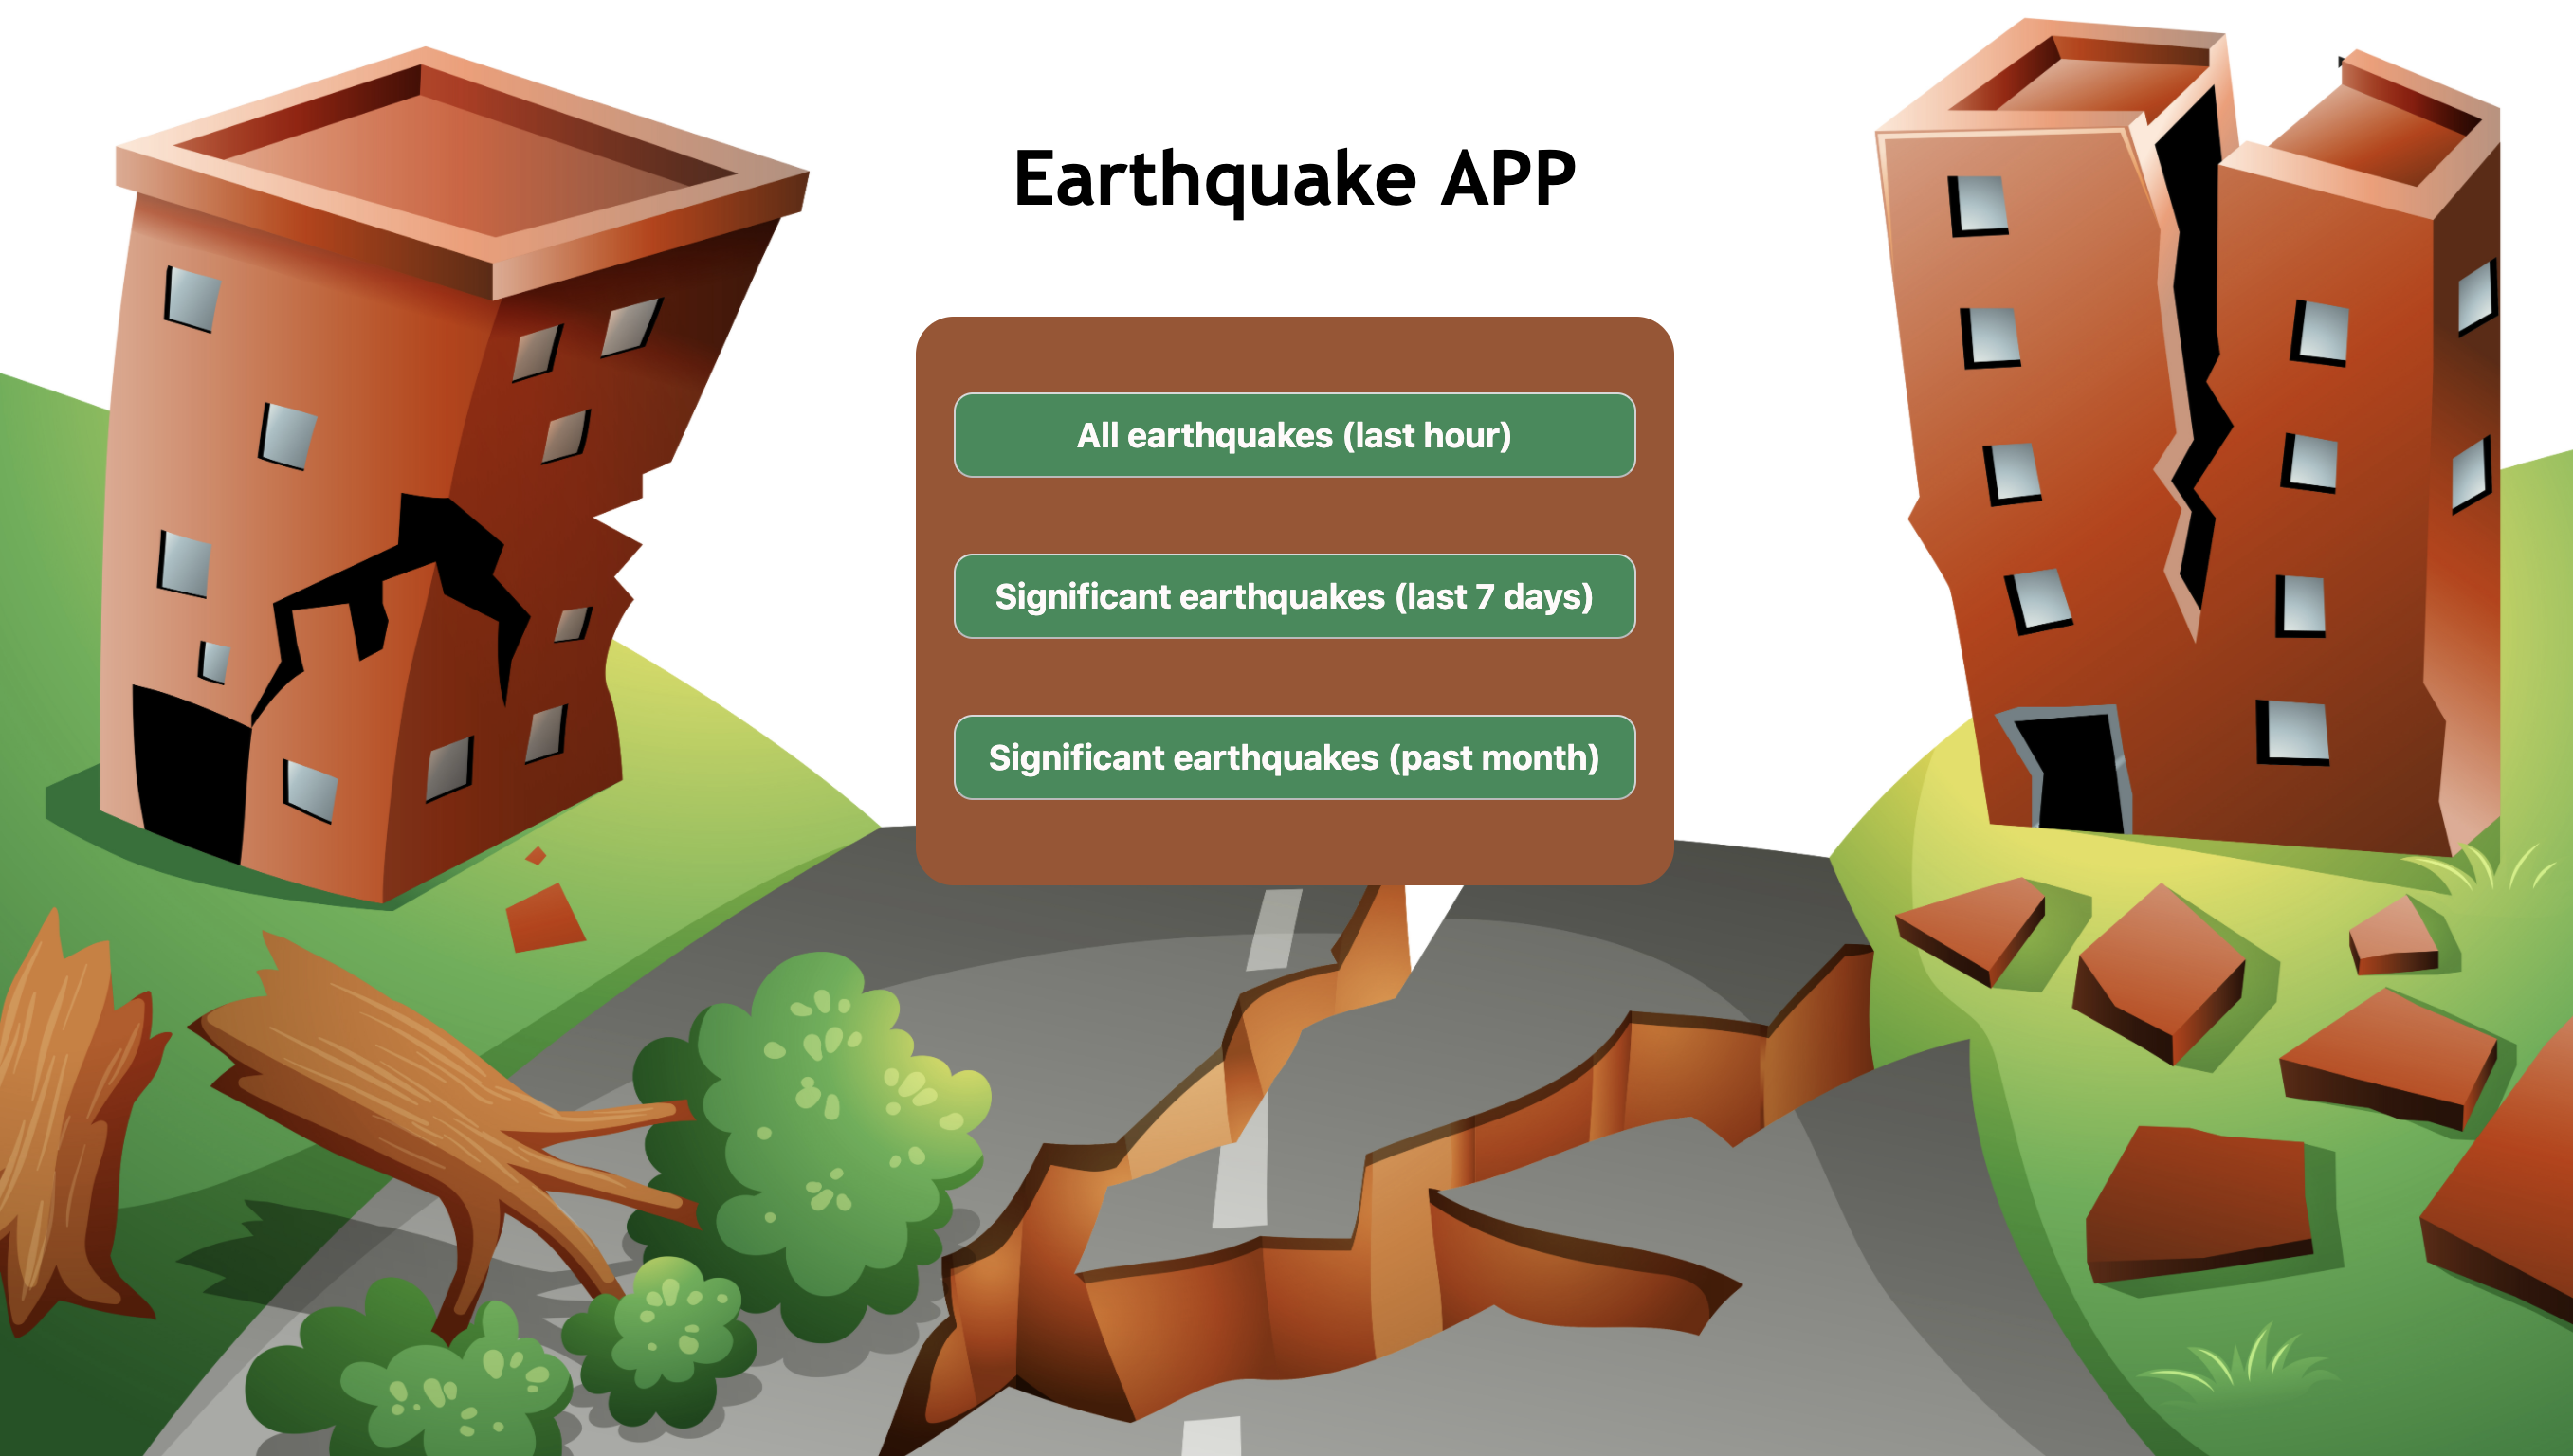 Earthquake APP
All earthquakes (last hour)
Significant earthquakes (last 7 days)
Significant earthquakes (past month)